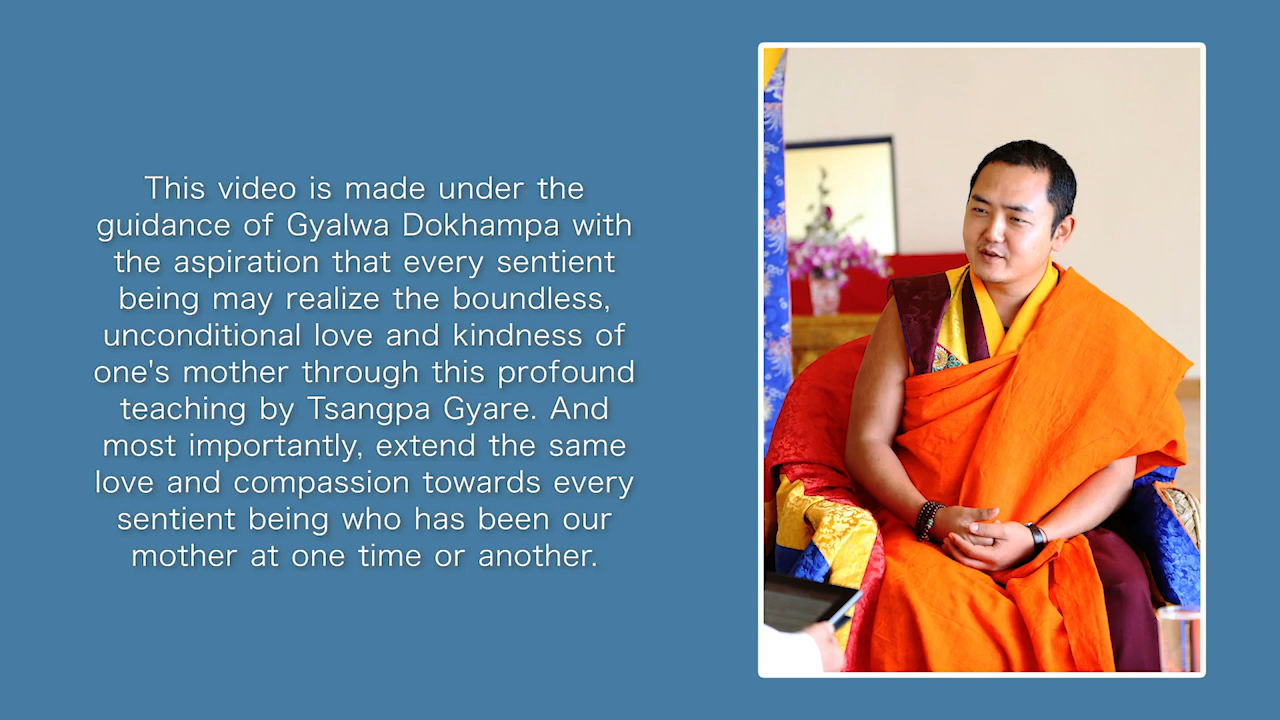 This video is made under the
guidance of Gyalwa Dokhampa with
the aspiration that every sentient
being may realize the boundless,
unconditional love and kindness of
one's mother through this profound
teaching by Tsangpa Gyare. And
most importantly, extend the same
love and compassion towards every
sentient being who has been our
mother at one time or another.